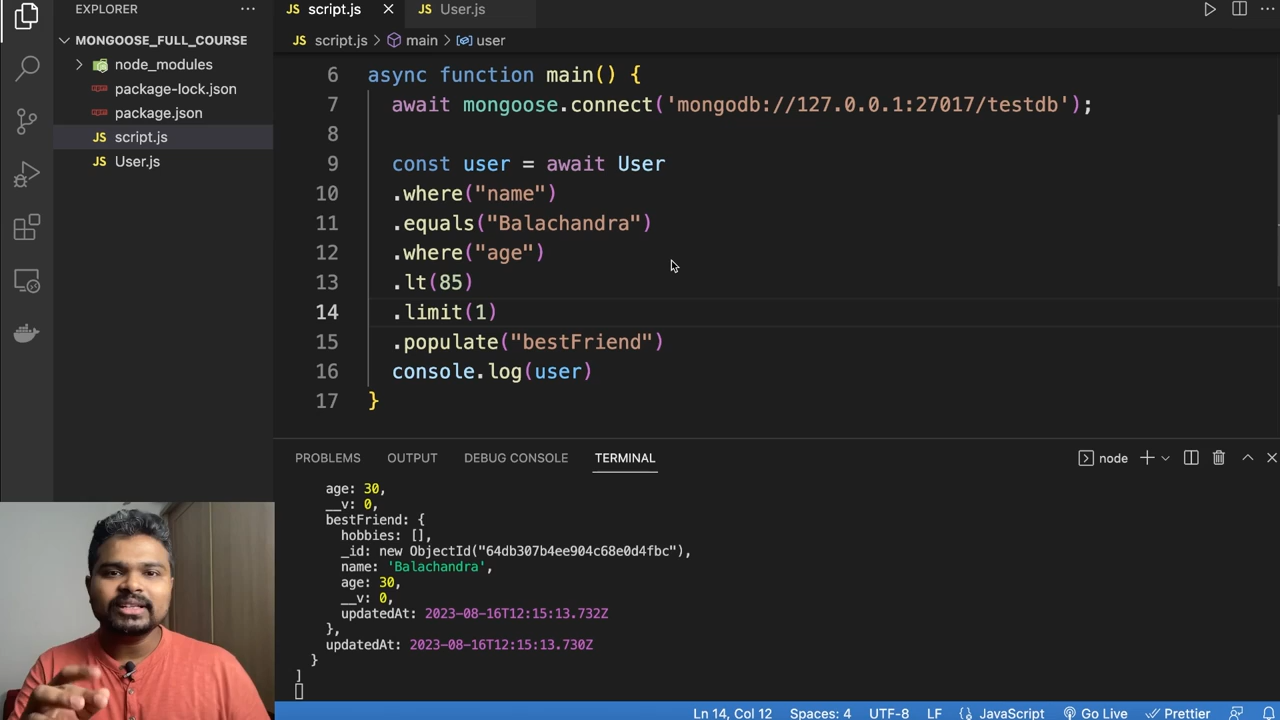 EXPLORER
MONGOOSE_FULL_COURSE
node_modules
package-lock.json
package.json
JS script.js
JS User.js
JS script.js
JS User.js
JS script.js > main > user
6 async function main() {
7 await mongoose.connect('mongodb://127.0.0.1:27017/testdb');
8
9 const user = await User
10 .where("name")
11 .equals("Balachandra")
12 .where("age")
13 .lt(85)
14 .limit(1)
15 .populate("bestFriend")
16 console.log(user)
17 }
PROBLEMS OUTPUT DEBUG CONSOLE TERMINAL node
age: 30,
__v: 0,
bestFriend: {
hobbies: [],
_id: new ObjectId("64db307b4ee904c68e0d4fbc"),
name: 'Balachandra',
age: 30,
__v: 0,
updatedAt: 2023-08-16T12:15:13.732Z
},
updatedAt: 2023-08-16T12:15:13.730Z
}
]
Ln 14, Col 12 Spaces: 4 UTF-8 LF {} JavaScript Go Live Prettier